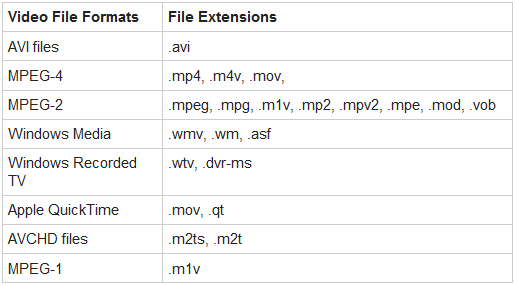 Video File Formats File Extensions
AVI files .avi
MPEG-4 .mp4, .m4v, .mov,
MPEG-2 .mpeg, .mpg, .m1v, .mp2, .mpv2, .mpe, .mod, .vob
Windows Media .wmv, .wm, .asf
Windows Recorded .wtv, .dvr-ms
TV
Apple QuickTime .mov, .qt
AVCHD files .m2ts, .m2t
MPEG-1 .m1v